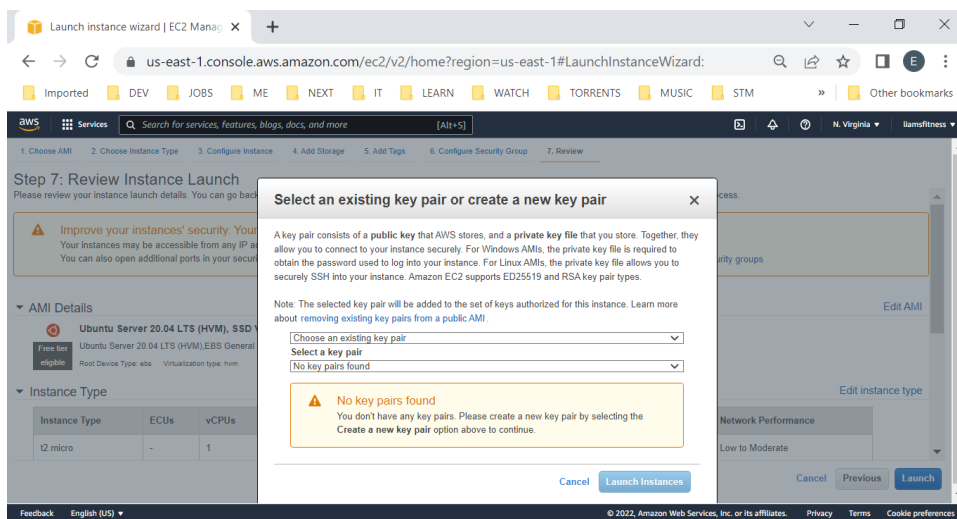 Launch instance wizard | EC2 Manag
us-east-1.console.aws.amazon.com/ec2/v2/home?region=us-east-1#LaunchInstanceWizard:
E
Imported DEV JOBS ME NEXT IT LEARN WATCH TORRENTS MUSIC STM » Other bookmarks
aws Services Search for services, features, blogs, docs, and more [Alt+S] N. Virginia liamsfitness
1. Choose AMI 2. Choose Instance Type 3. Configure Instance 4. Add Storage 5. Add Tags 6. Configure Security Group 7. Review
Step 7: Review Instance Launch
Please review your instance launch details. You can go back
cess.
Improve your instances' security. Your
Your instances may be accessible from any IP
You can also open additional ports in your
groups
AMI Details
Edit AMI
Ubuntu Server 20.04 LTS (HVM), SSD
Free tier eligible
Ubuntu Server 20.04 LTS (HVM),EBS General
Root Device Type: ebs Virtualization type: hvm
Instance Type
Edit instance type
Instance Type ECUs vCPUs
Network Performance
t2.micro - 1
Low to Moderate
Cancel Previous Launch
Select an existing key pair or create a new key pair
A key pair consists of a public key that AWS stores, and a private key file that you store. Together, they
allow you to connect to your instance securely. For Windows AMIs, the private key file is required to
obtain the password used to log into your instance. For Linux AMIs, the private key file allows you to
securely SSH into your instance. Amazon EC2 supports ED25519 and RSA key pair types.
Note: The selected key pair will be added to the set of keys authorized for this instance. Learn more
about removing existing key pairs from a public AMI.
Choose an existing key pair
Select a key pair
No key pairs found
No key pairs found
You don't have any key pairs. Please create a new key pair by selecting the
Create a new key pair option above to continue.
Cancel Launch Instances
Feedback English (US) © 2022, Amazon Web Services, Inc. or its affiliates. Privacy Terms Cookie preferences